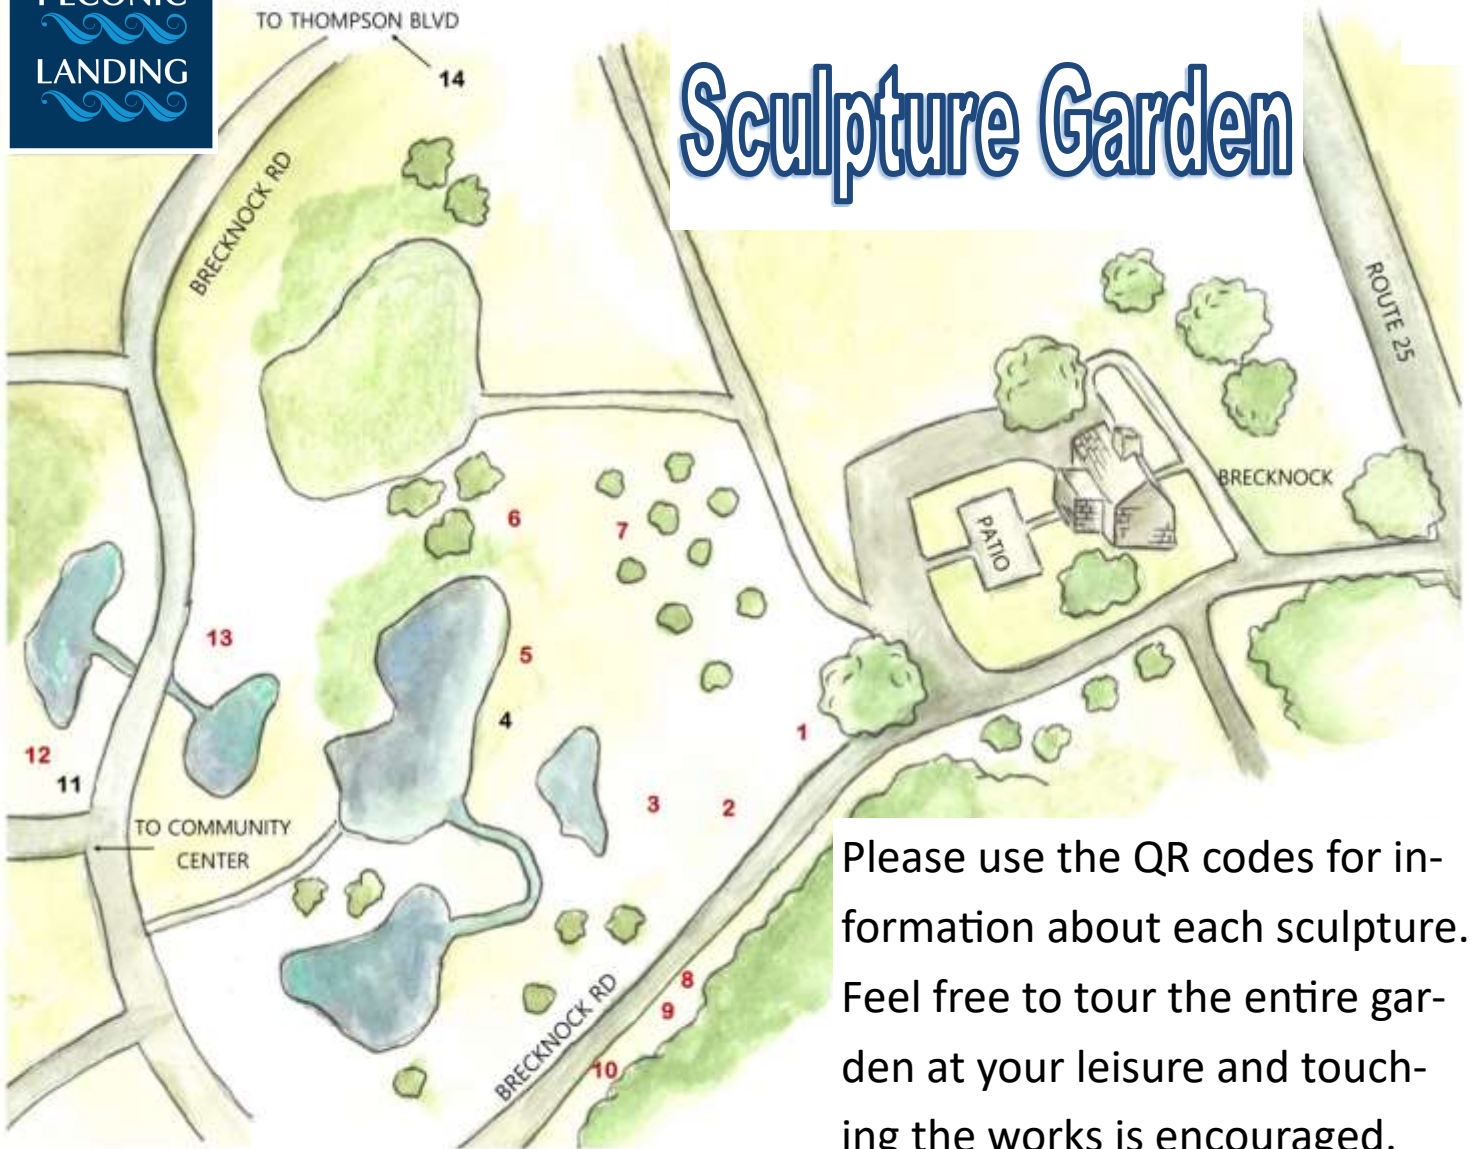 PECONIC
LANDING
TO THOMPSON BLVD
14
Sculpture Garden
BRECKNOCK RD
ROUTE 25
BRECKNOCK
PATIO
6
7
13
5
4
1
12
11
3
2
TO COMMUNITY
CENTER
8
9
10
BRECKNOCK RD
Please use the QR codes for in-
formation about each sculpture.
Feel free to tour the entire gar-
den at your leisure and touch-
ing the works is encouraged.